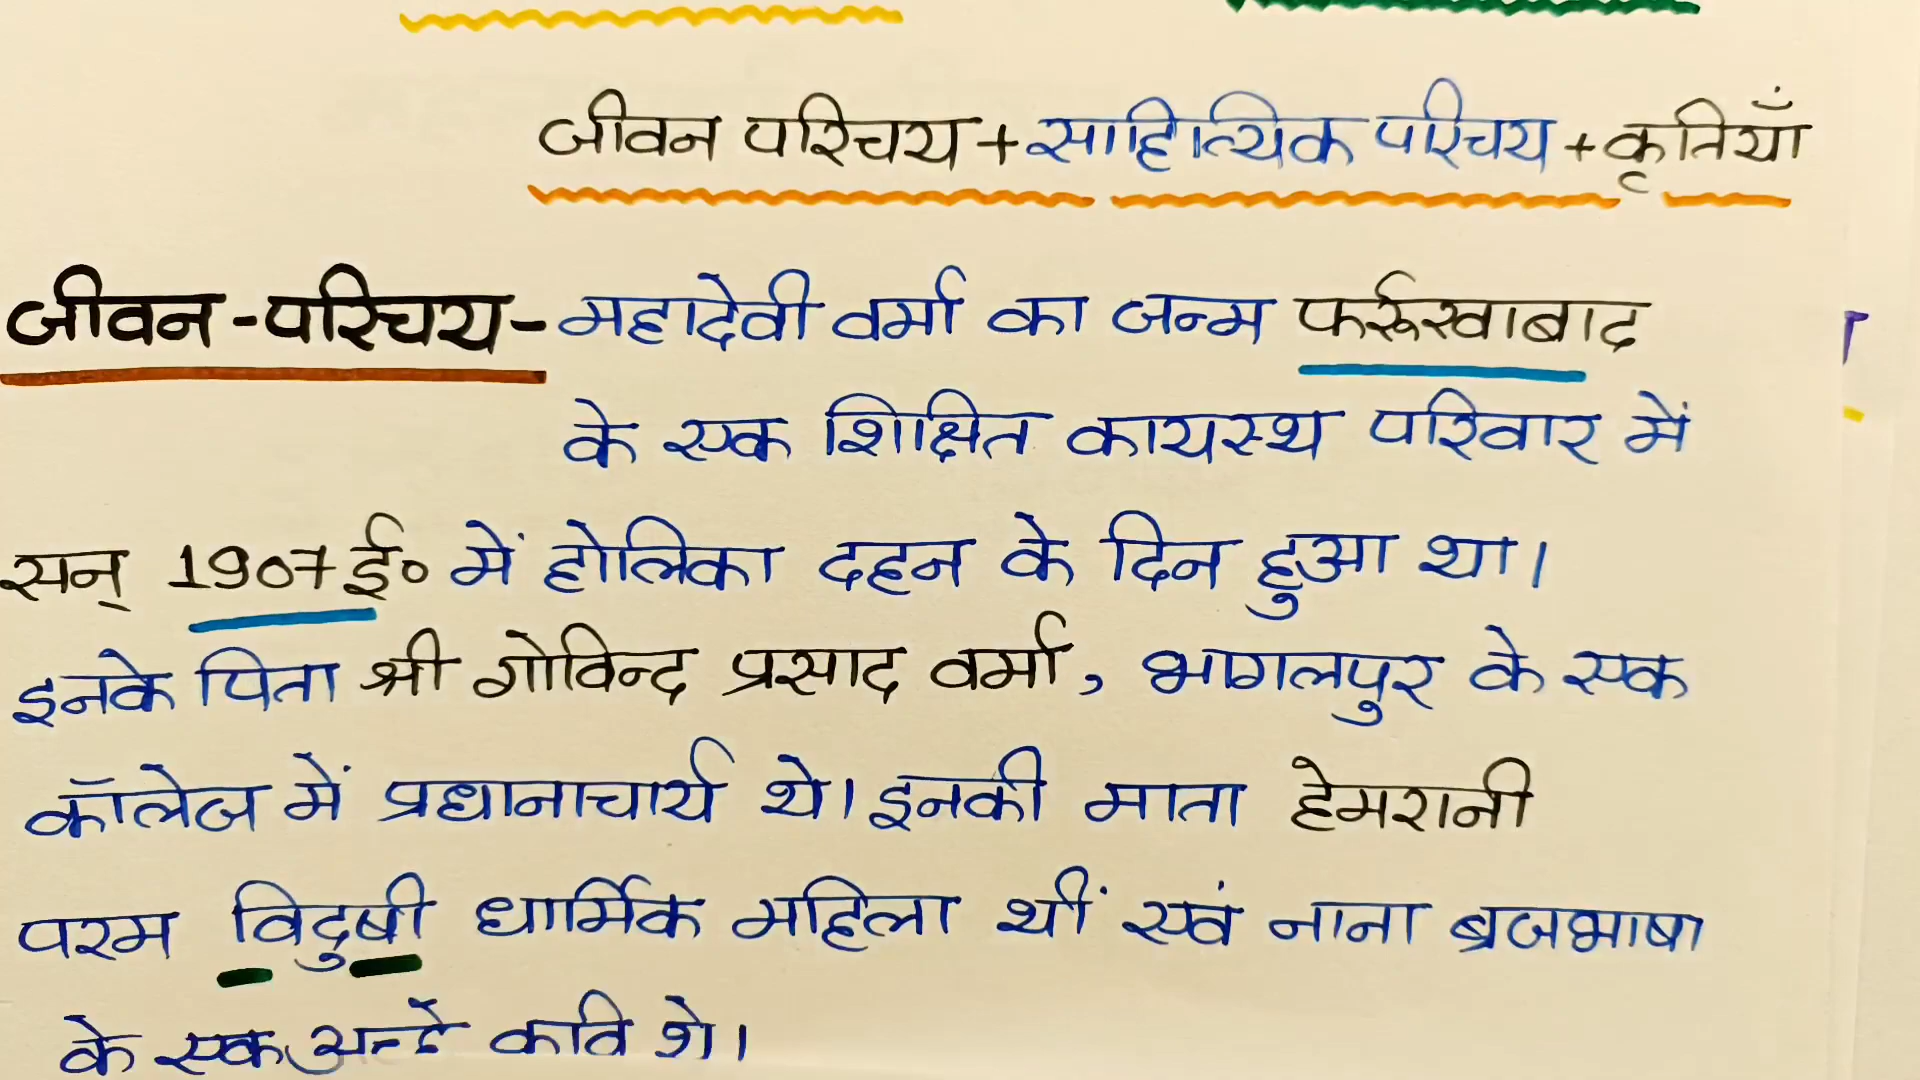 जीवन परिचय + साहित्यिक परिचय + कृतियाँ
जीवन-परिचय- महादेवी वर्मा का जन्म फर्रूखाबाद
के एक शिक्षित कायस्थ परिवार में
सन् 1907 ई० में होलिका दहन के दिन हुआ था।
इनके पिता श्री गोविन्द प्रसाद वर्मा, भागलपुर के एक
कॉलेज में प्रधानाचार्य थे। इनकी माता हेमरानी
परम विदुषी धार्मिक महिला थीं एवं नाना ब्रजभाषा
के एक अच्छे कवि थे।